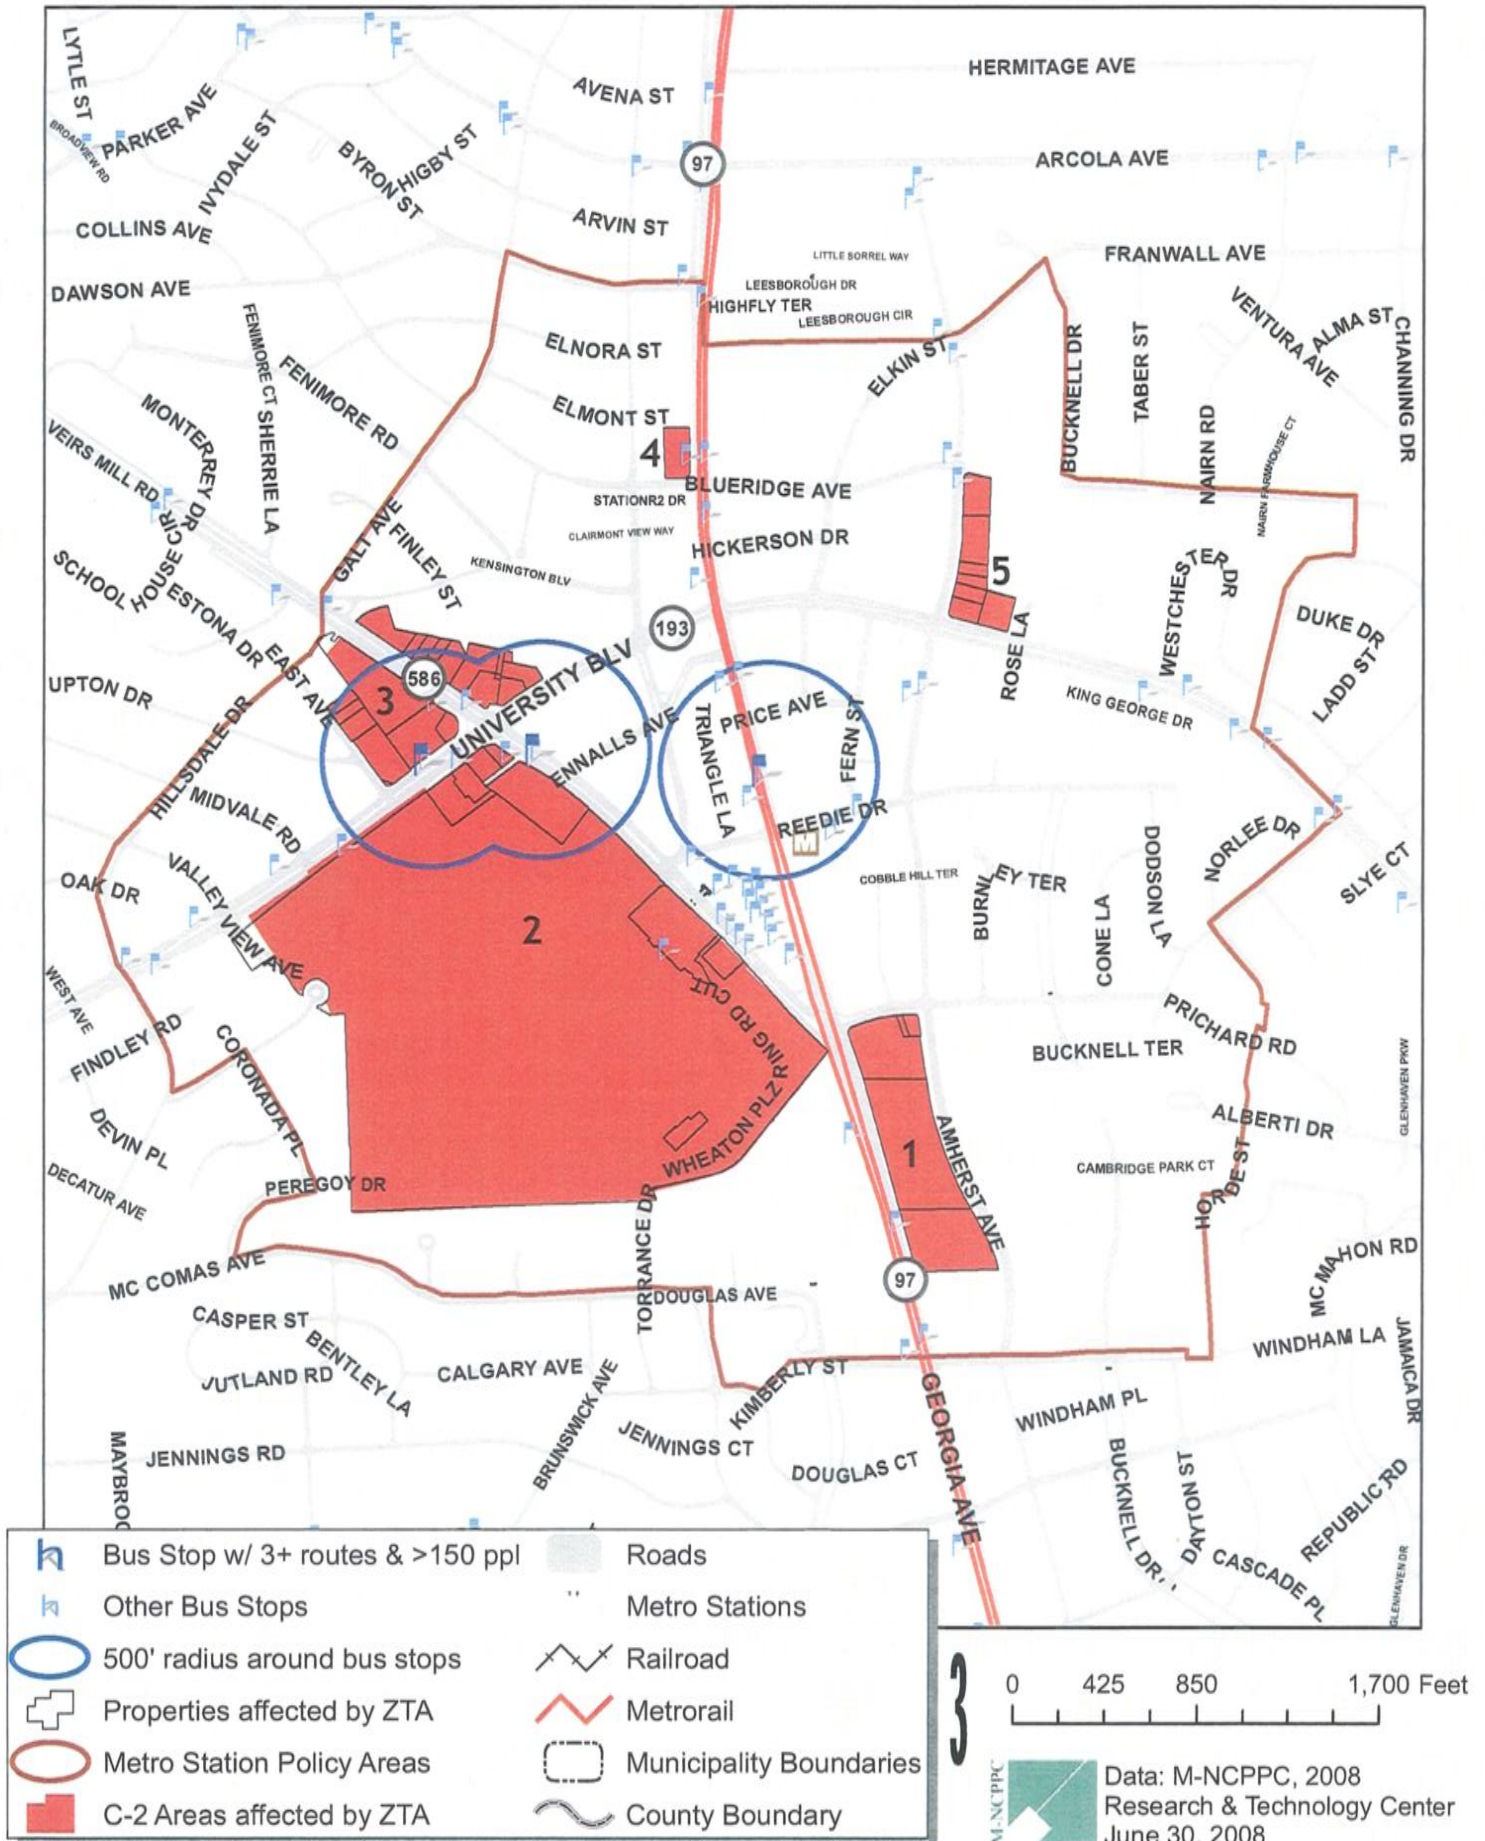 HERMITAGE AVE
LYTLE ST
AVENA ST
PARKER AVE
BROADVIEW RD
IVYDALE ST
BYRON ST
HIGBY ST
97
ARCOLA AVE
COLLINS AVE
ARVIN ST
LITTLE SORREL WAY
FRANWALL AVE
DAWSON AVE
LEESBOROUGH DR
HIGHFLY TER
LEESBOROUGH CIR
VENTURA AVE
ALMA ST
CHANNING DR
FENIMORE CT
FENIMORE RD
ELNORA ST
ELKIN ST
BUCKNELL DR
TABER ST
MONTERREY DR
SHERRIE LA
ELMONT ST
NAIRN RD
NAIRN FARMHOUSE CT
VEIRS MILL RD
4
BLUERIDGE AVE
STATIONR2 DR
CLAIRMONT VIEW WAY
HICKERSON DR
GALT AVE
FINLEY ST
KENSINGTON BLV
SCHOOL HOUSE CIR
ESTONA DR
5
WESTCHESTER DR
DUKE DR
193
ROSE LA
LADD ST
EAST AVE
UPTON DR
586
3
UNIVERSITY BLV
KING GEORGE DR
TRIANGLE LA
PRICE AVE
FERN ST
ENNALLS AVE
HILLSDALE DR
MIDVALE RD
REEDIE DR
M
NORLEE DR
DODSON LA
SLYE CT
OAK DR
VALLEY VIEW AVE
COBBLE HILL TER
BURNLEY TER
CONE LA
2
WEST AVE
WHEATON PLZ RING RD CUT
FINDLEY RD
CORONADA PL
PRICHARD RD
BUCKNELL TER
GLENHAVEN PKW
DEVIN PL
ALBERTI DR
1
AMHERST AVE
CAMBRIDGE PARK CT
HORDE ST
DECATUR AVE
PEREGOY DR
TORRANCE DR
MC COMAS AVE
97
MC MAHON RD
DOUGLAS AVE
CASPER ST
BENTLEY LA
WINDHAM LA
JAMAICA DR
JUTLAND RD
CALGARY AVE
KIMBERLY ST
BRUNSWICK AVE
GEORGIA AVE
WINDHAM PL
JENNINGS RD
JENNINGS CT
DOUGLAS CT
MAYBROO
BUCKNELL DR
DAYTON ST
REPUBLIC RD
CASCADE PL
GLENHAVEN DR
Bus Stop w/ 3+ routes & >150 ppl
Other Bus Stops
500' radius around bus stops
Properties affected by ZTA
Metro Station Policy Areas
C-2 Areas affected by ZTA
Roads
Metro Stations
Railroad
Metrorail
Municipality Boundaries
County Boundary
3
0 425 850 1,700 Feet
M-NCPPC
Data: M-NCPPC, 2008
Research & Technology Center
June 30, 2008